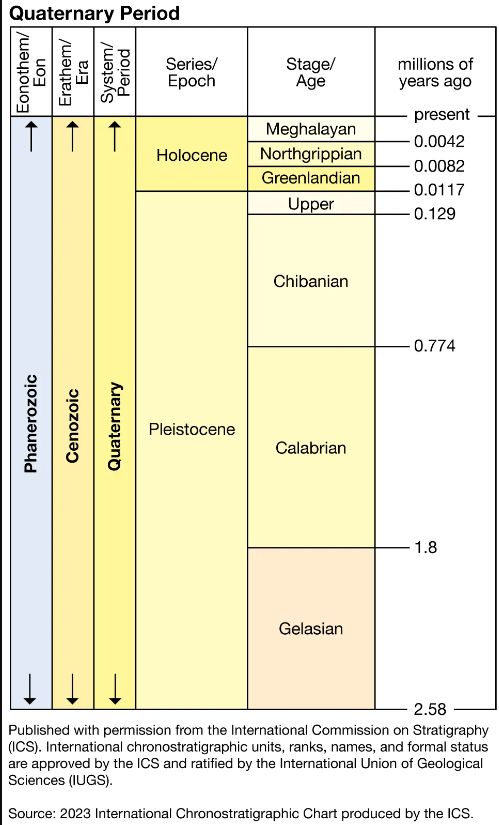 Quaternary Period
Eonothem/
Eon
Erathem/
Era
System/
Period
Series/
Epoch
Stage/
Age
millions of
years ago
present
Meghalayan
0.0042
Holocene
Northgrippian
0.0082
Greenlandian
0.0117
Upper
0.129
Chibanian
0.774
Phanerozoic
Cenozoic
Quaternary
Pleistocene
Calabrian
1.8
Gelasian
2.58
Published with permission from the International Commission on Stratigraphy
(ICS). International chronostratigraphic units, ranks, names, and formal status
are approved by the ICS and ratified by the International Union of Geological
Sciences (IUGS).
Source: 2023 International Chronostratigraphic Chart produced by the ICS.